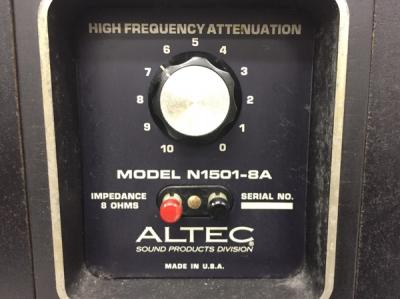 HIGH FREQUENCY ATTENUATION
5
6 4
7 3
8 2
9 1
10 0
MODEL N1501-8A
IMPEDANCE
8 OHMS
SERIAL NO.
ALTEC®
SOUND PRODUCTS DIVISION
MADE IN U.S.A.